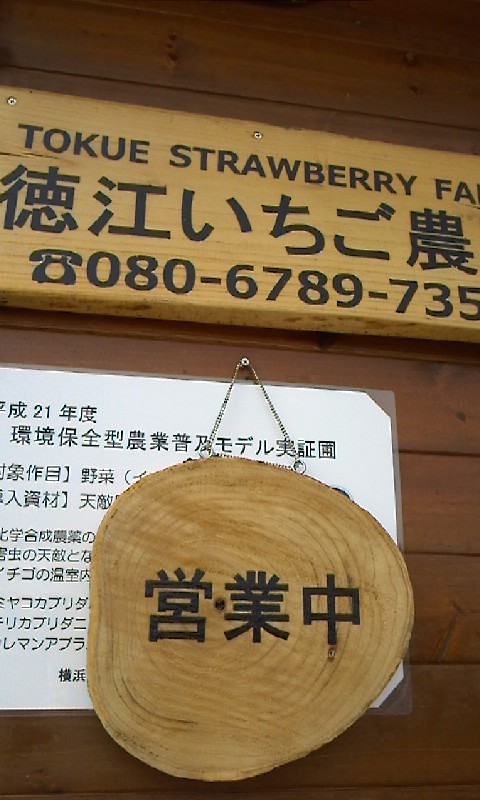 TOKUE STRAWBERRY FA
徳江いちご農
☎080-6789-735
平成21年度
環境保全型農業普及モデル実証圃
対象作目】野菜（イ
導入資材】天敵
化学合成農薬の
害虫の天敵とな
イチゴの温室内
ミヤコカブリダ
チリカブリダニ
コレマンアブラ
横浜
営業中